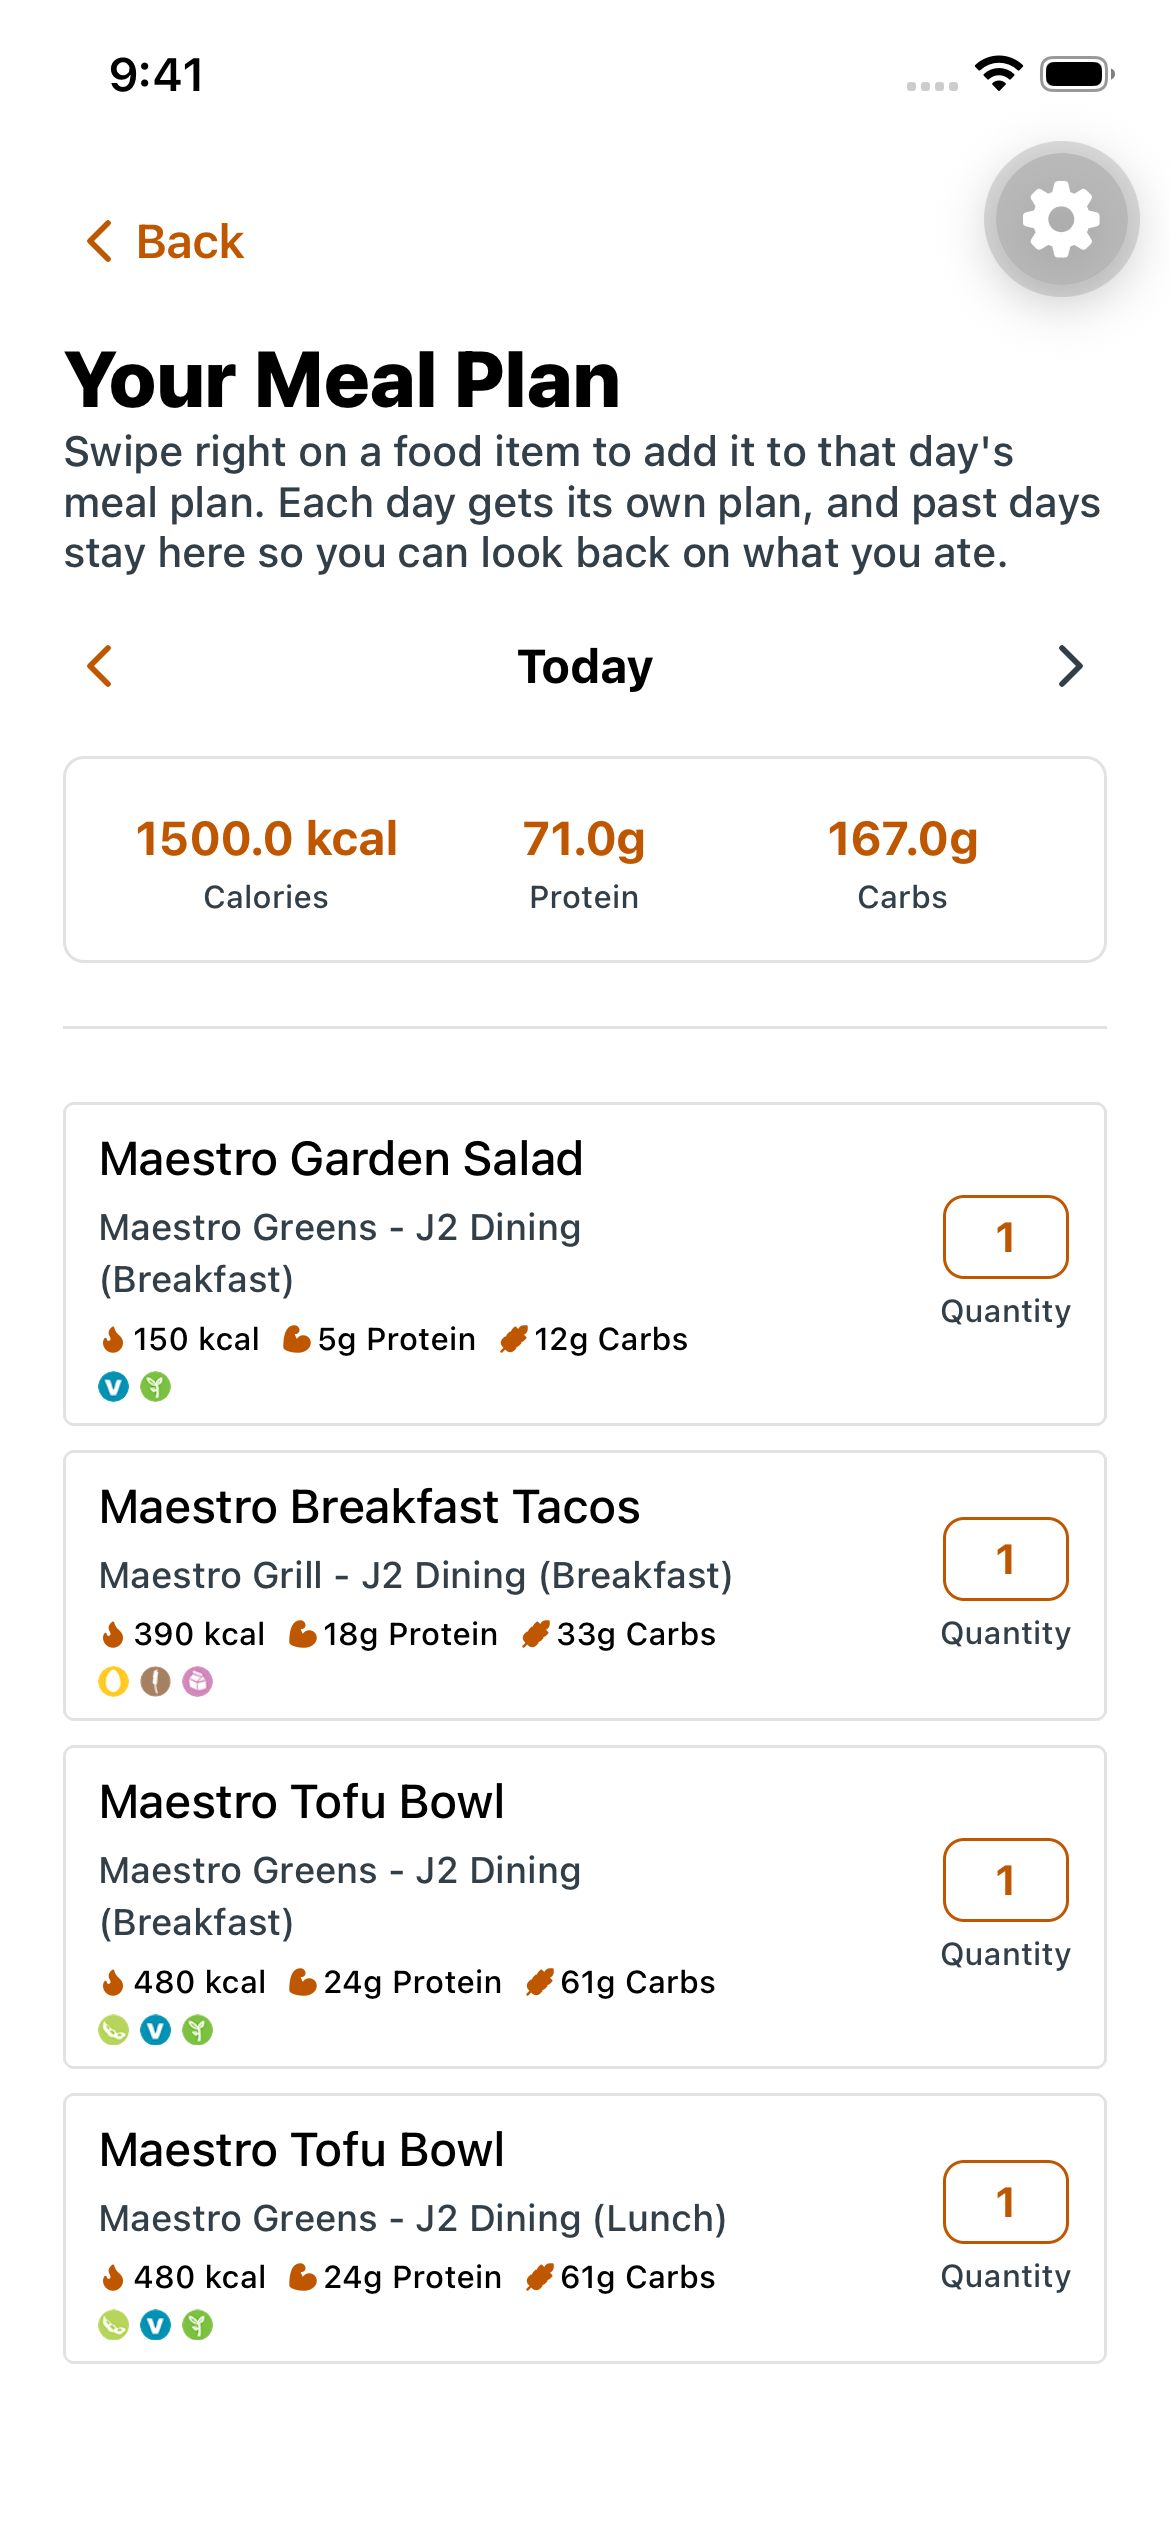 9:41
Back
Your Meal Plan
Swipe right on a food item to add it to that day's
meal plan. Each day gets its own plan, and past days
stay here so you can look back on what you ate.
Today
1500.0 kcal 71.0g 167.0g
Calories Protein Carbs
Maestro Garden Salad
Maestro Greens - J2 Dining
(Breakfast)
150 kcal 5g Protein 12g Carbs
V
1
Quantity
Maestro Breakfast Tacos
Maestro Grill - J2 Dining (Breakfast)
390 kcal 18g Protein 33g Carbs
1
Quantity
Maestro Tofu Bowl
Maestro Greens - J2 Dining
(Breakfast)
480 kcal 24g Protein 61g Carbs
V
1
Quantity
Maestro Tofu Bowl
Maestro Greens - J2 Dining (Lunch)
480 kcal 24g Protein 61g Carbs
V
1
Quantity